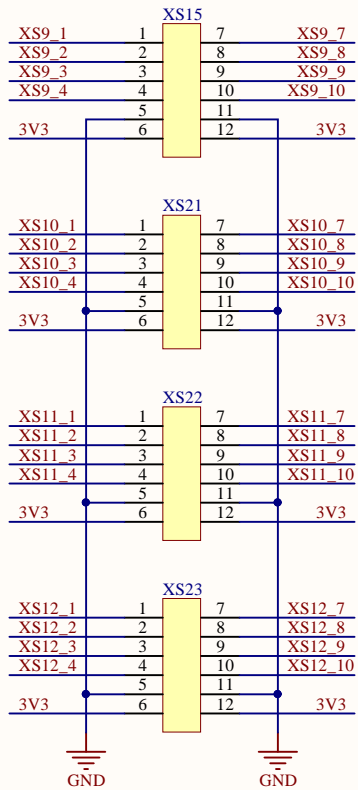 XS15
XS9_1 1 7 XS9_7
XS9_2 2 8 XS9_8
XS9_3 3 9 XS9_9
XS9_4 4 10 XS9_10
5 11
3V3 6 12 3V3
XS21
XS10_1 1 7 XS10_7
XS10_2 2 8 XS10_8
XS10_3 3 9 XS10_9
XS10_4 4 10 XS10_10
5 11
3V3 6 12 3V3
XS22
XS11_1 1 7 XS11_7
XS11_2 2 8 XS11_8
XS11_3 3 9 XS11_9
XS11_4 4 10 XS11_10
5 11
3V3 6 12 3V3
XS23
XS12_1 1 7 XS12_7
XS12_2 2 8 XS12_8
XS12_3 3 9 XS12_9
XS12_4 4 10 XS12_10
5 11
3V3 6 12 3V3
GND GND